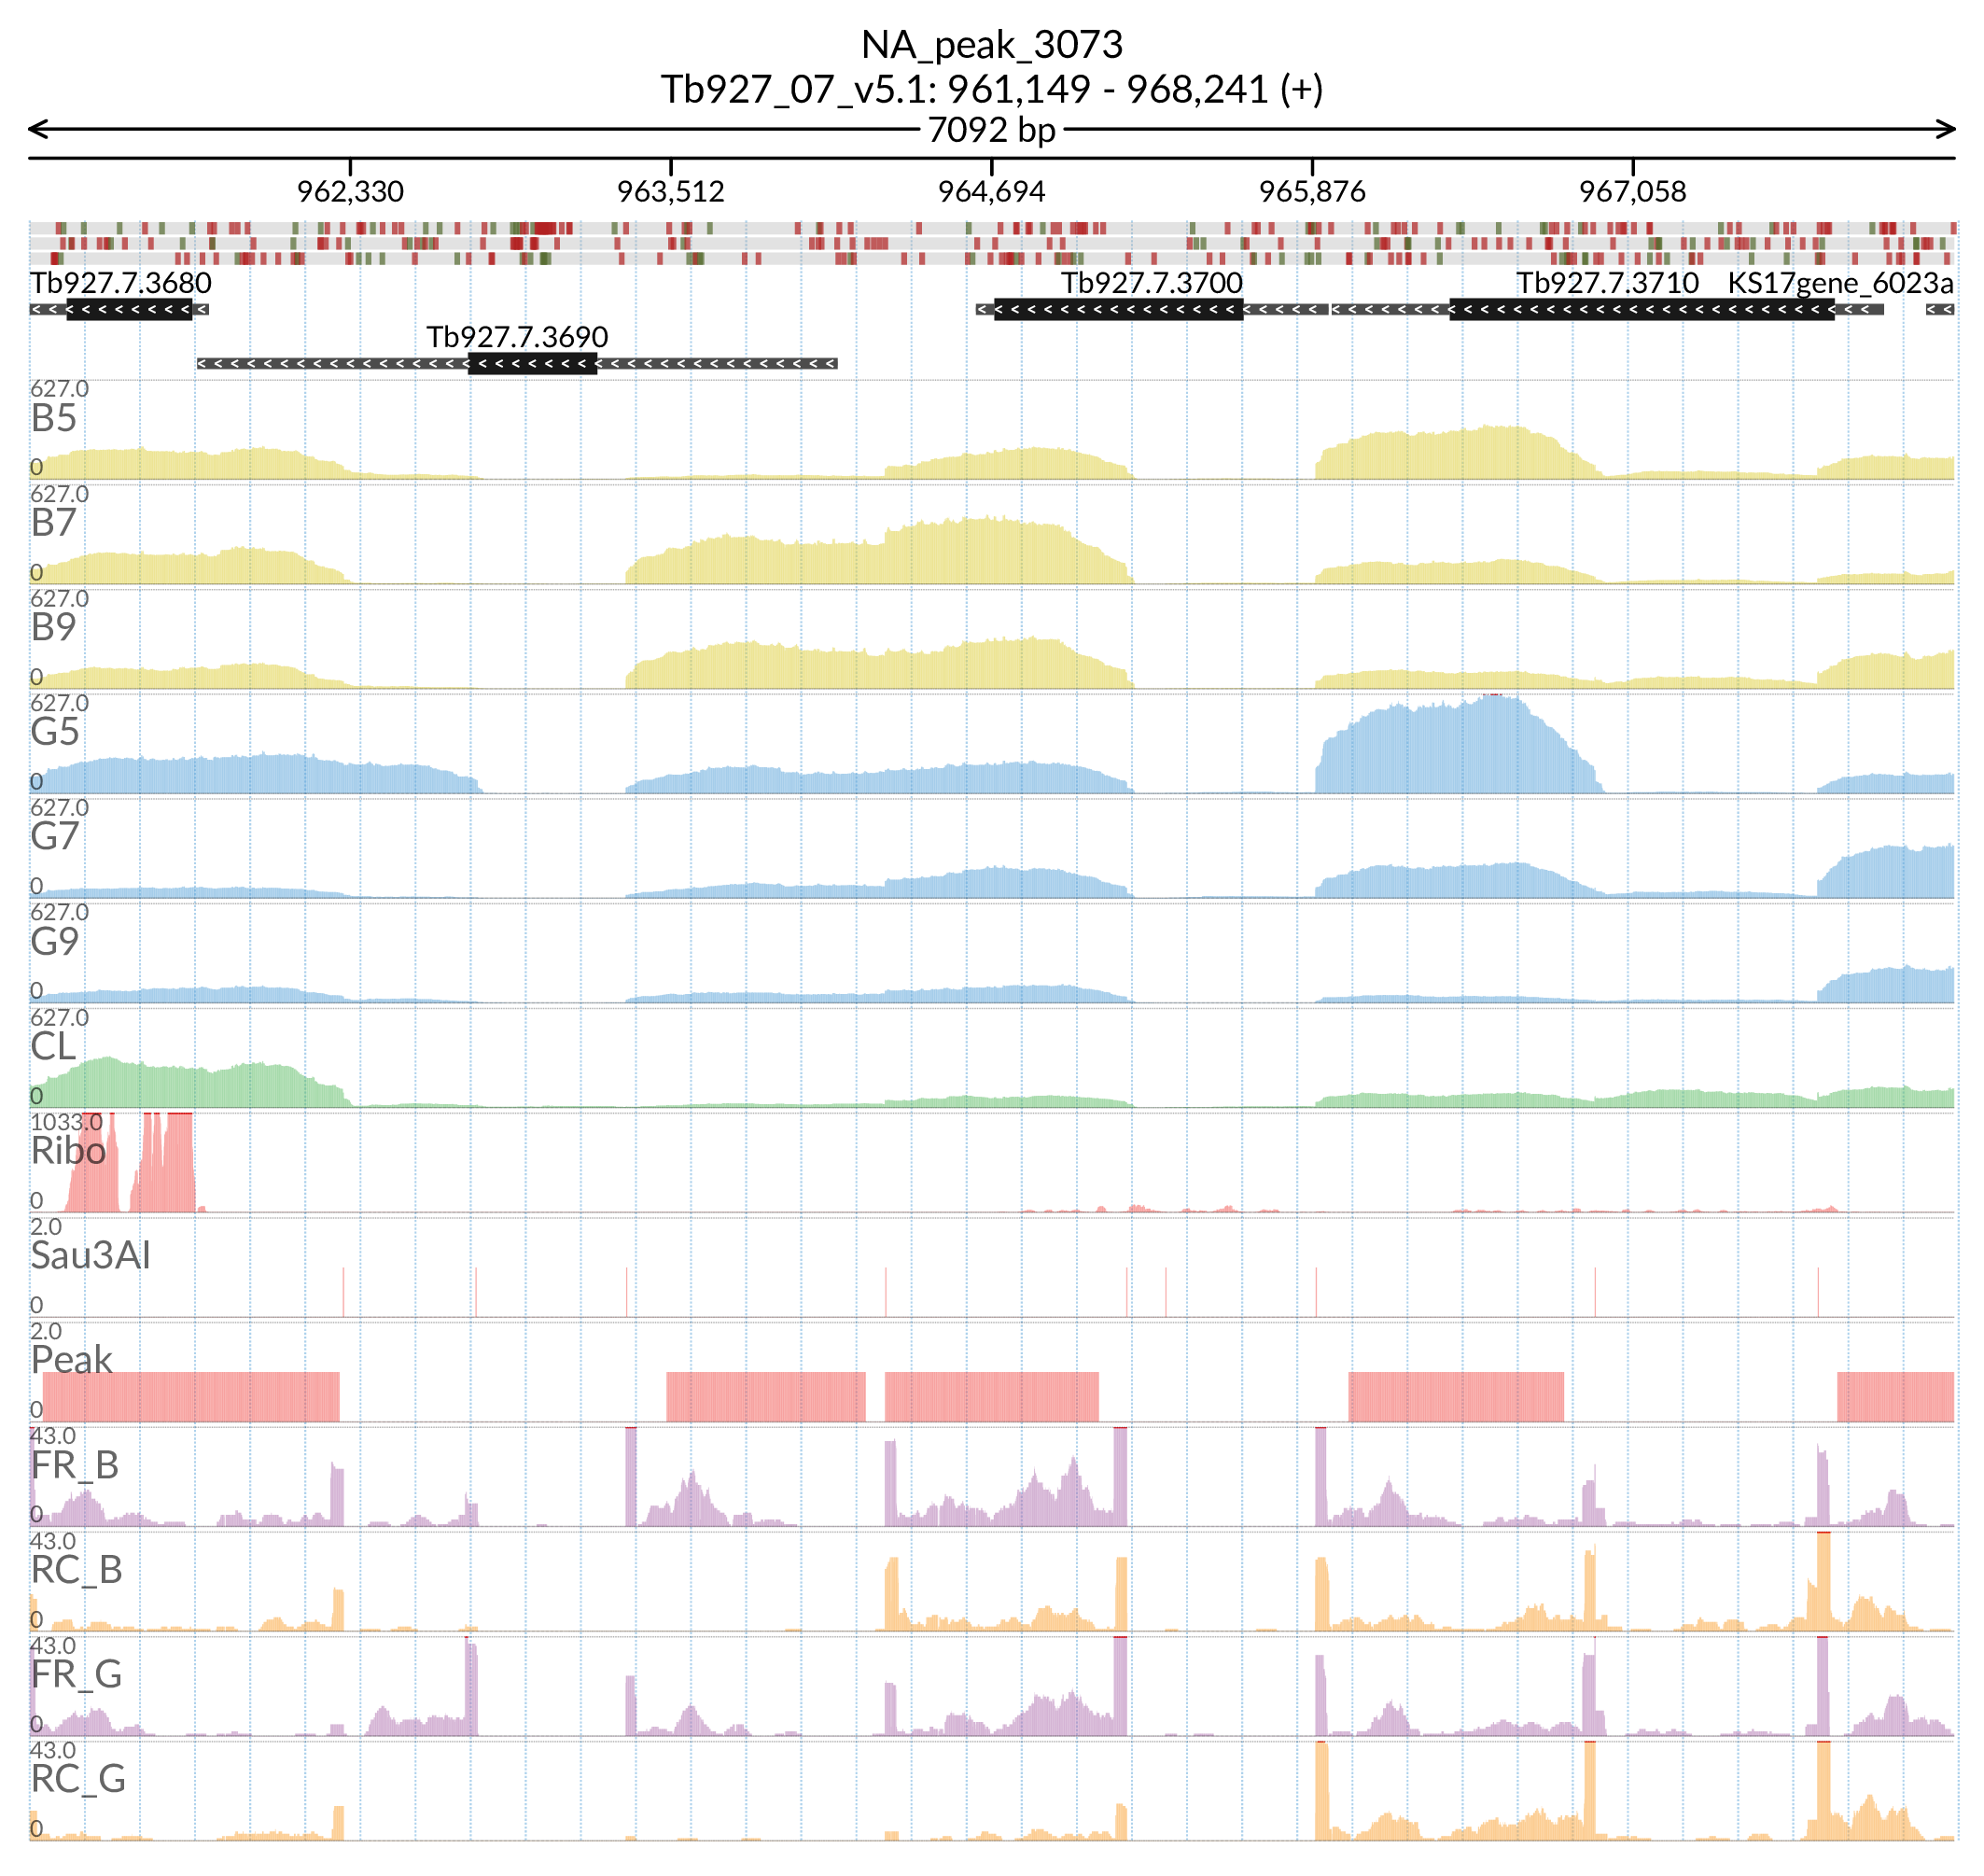 NA_peak_3073
Tb927_07_v5.1: 961,149 - 968,241 (+)
7092 bp
962,330 963,512 964,694 965,876 967,058
Tb927.7.3680 Tb927.7.3700 Tb927.7.3710 KS17gene_6023a
Tb927.7.3690
627.0
B5
0
627.0
B7
0
627.0
B9
0
627.0
G5
0
627.0
G7
0
627.0
G9
0
627.0
CL
0
1033.0
Ribo
0
2.0
Sau3AI
0
2.0
Peak
0
43.0
FR_B
0
43.0
RC_B
0
43.0
FR_G
0
43.0
RC_G
0